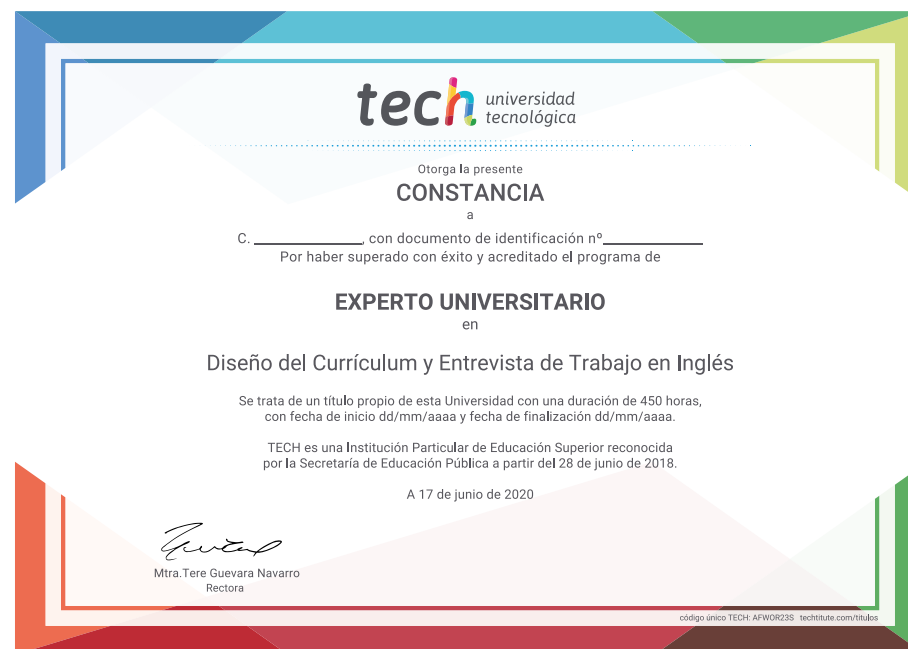 tech universidad
tecnológica
Otorga la presente
CONSTANCIA
a
C. ____________, con documento de identificación nº____________
Por haber superado con éxito y acreditado el programa de
EXPERTO UNIVERSITARIO
en
Diseño del Currículum y Entrevista de Trabajo en Inglés
Se trata de un título propio de esta Universidad con una duración de 450 horas,
con fecha de inicio dd/mm/aaaa y fecha de finalización dd/mm/aaaa.
TECH es una Institución Particular de Educación Superior reconocida
por la Secretaría de Educación Pública a partir del 28 de junio de 2018.
A 17 de junio de 2020
Mtra.Tere Guevara Navarro
Rectora
código único TECH: AFWOR23S techtitute.com/titulos